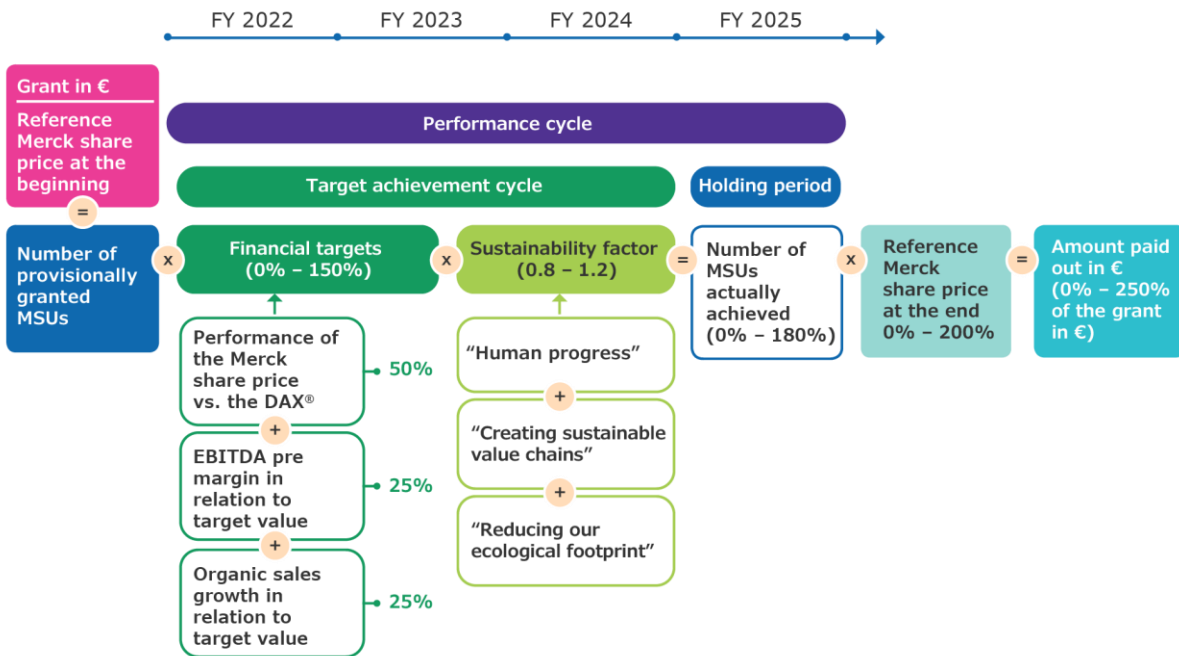 FY 2022
FY 2023
FY 2024
FY 2025
Grant in €
Reference
Merck share
price at the
beginning
=
Number of
provisionally
granted
MSUs
Performance cycle
Target achievement cycle
Holding period
x
Financial targets
(0% – 150%)
x
Sustainability factor
(0.8 – 1.2)
=
Number of
MSUs
actually
achieved
(0% – 180%)
x
Reference
Merck
share price
at the end
0% – 200%
=
Amount paid
out in €
(0% – 250%
of the grant
in €)
Performance of
the Merck
share price
vs. the DAX®
50%
+
EBITDA pre
margin in
relation to
target value
25%
+
Organic sales
growth in
relation to
target value
25%
“Human progress”
+
“Creating sustainable
value chains”
+
“Reducing our
ecological footprint”